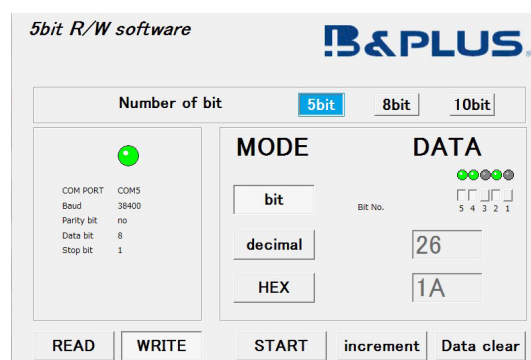 5bit R/W software
B&PLUS
Number of bit 5bit 8bit 10bit
MODE DATA
COM PORT COM5
Baud 38400
Parity bit no
Data bit 8
Stop bit 1
bit Bit No. 5 4 3 2 1
decimal 26
HEX 1A
READ WRITE START increment Data clear